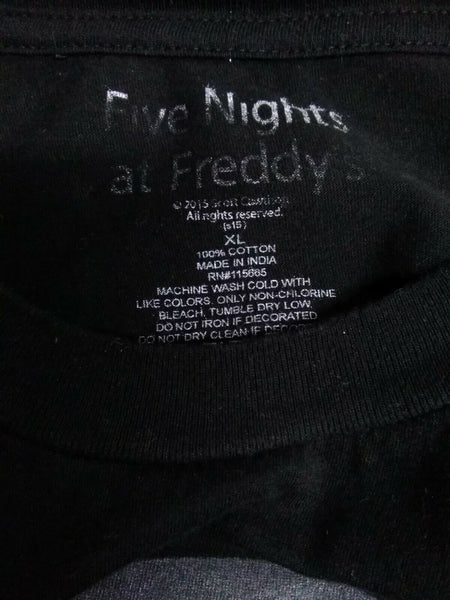 Five Nights
at Freddy's
© 2015 Scott Cawthon
All rights reserved.
(s15)
XL
100% COTTON
MADE IN INDIA
RN#115665
MACHINE WASH COLD WITH
LIKE COLORS, ONLY NON-CHLORINE
BLEACH, TUMBLE DRY LOW.
DO NOT IRON IF DECORATED
DO NOT DRY CLEAN IF DECOR